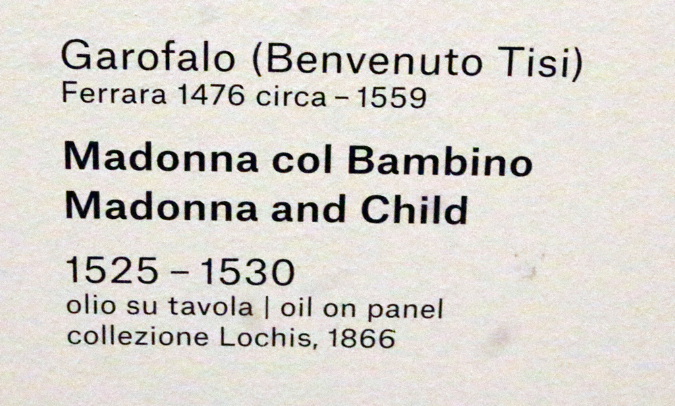 Garofalo (Benvenuto Tisi)
Ferrara 1476 circa – 1559
Madonna col Bambino
Madonna and Child
1525 – 1530
olio su tavola | oil on panel
collezione Lochis, 1866